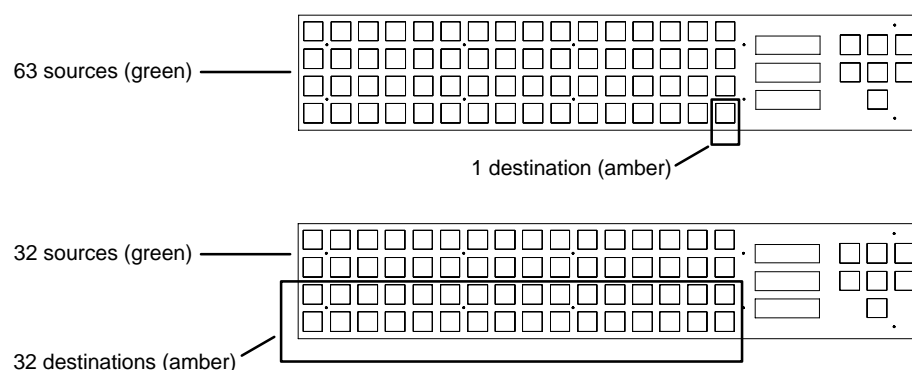 63 sources (green)
1 destination (amber)
32 sources (green)
32 destinations (amber)